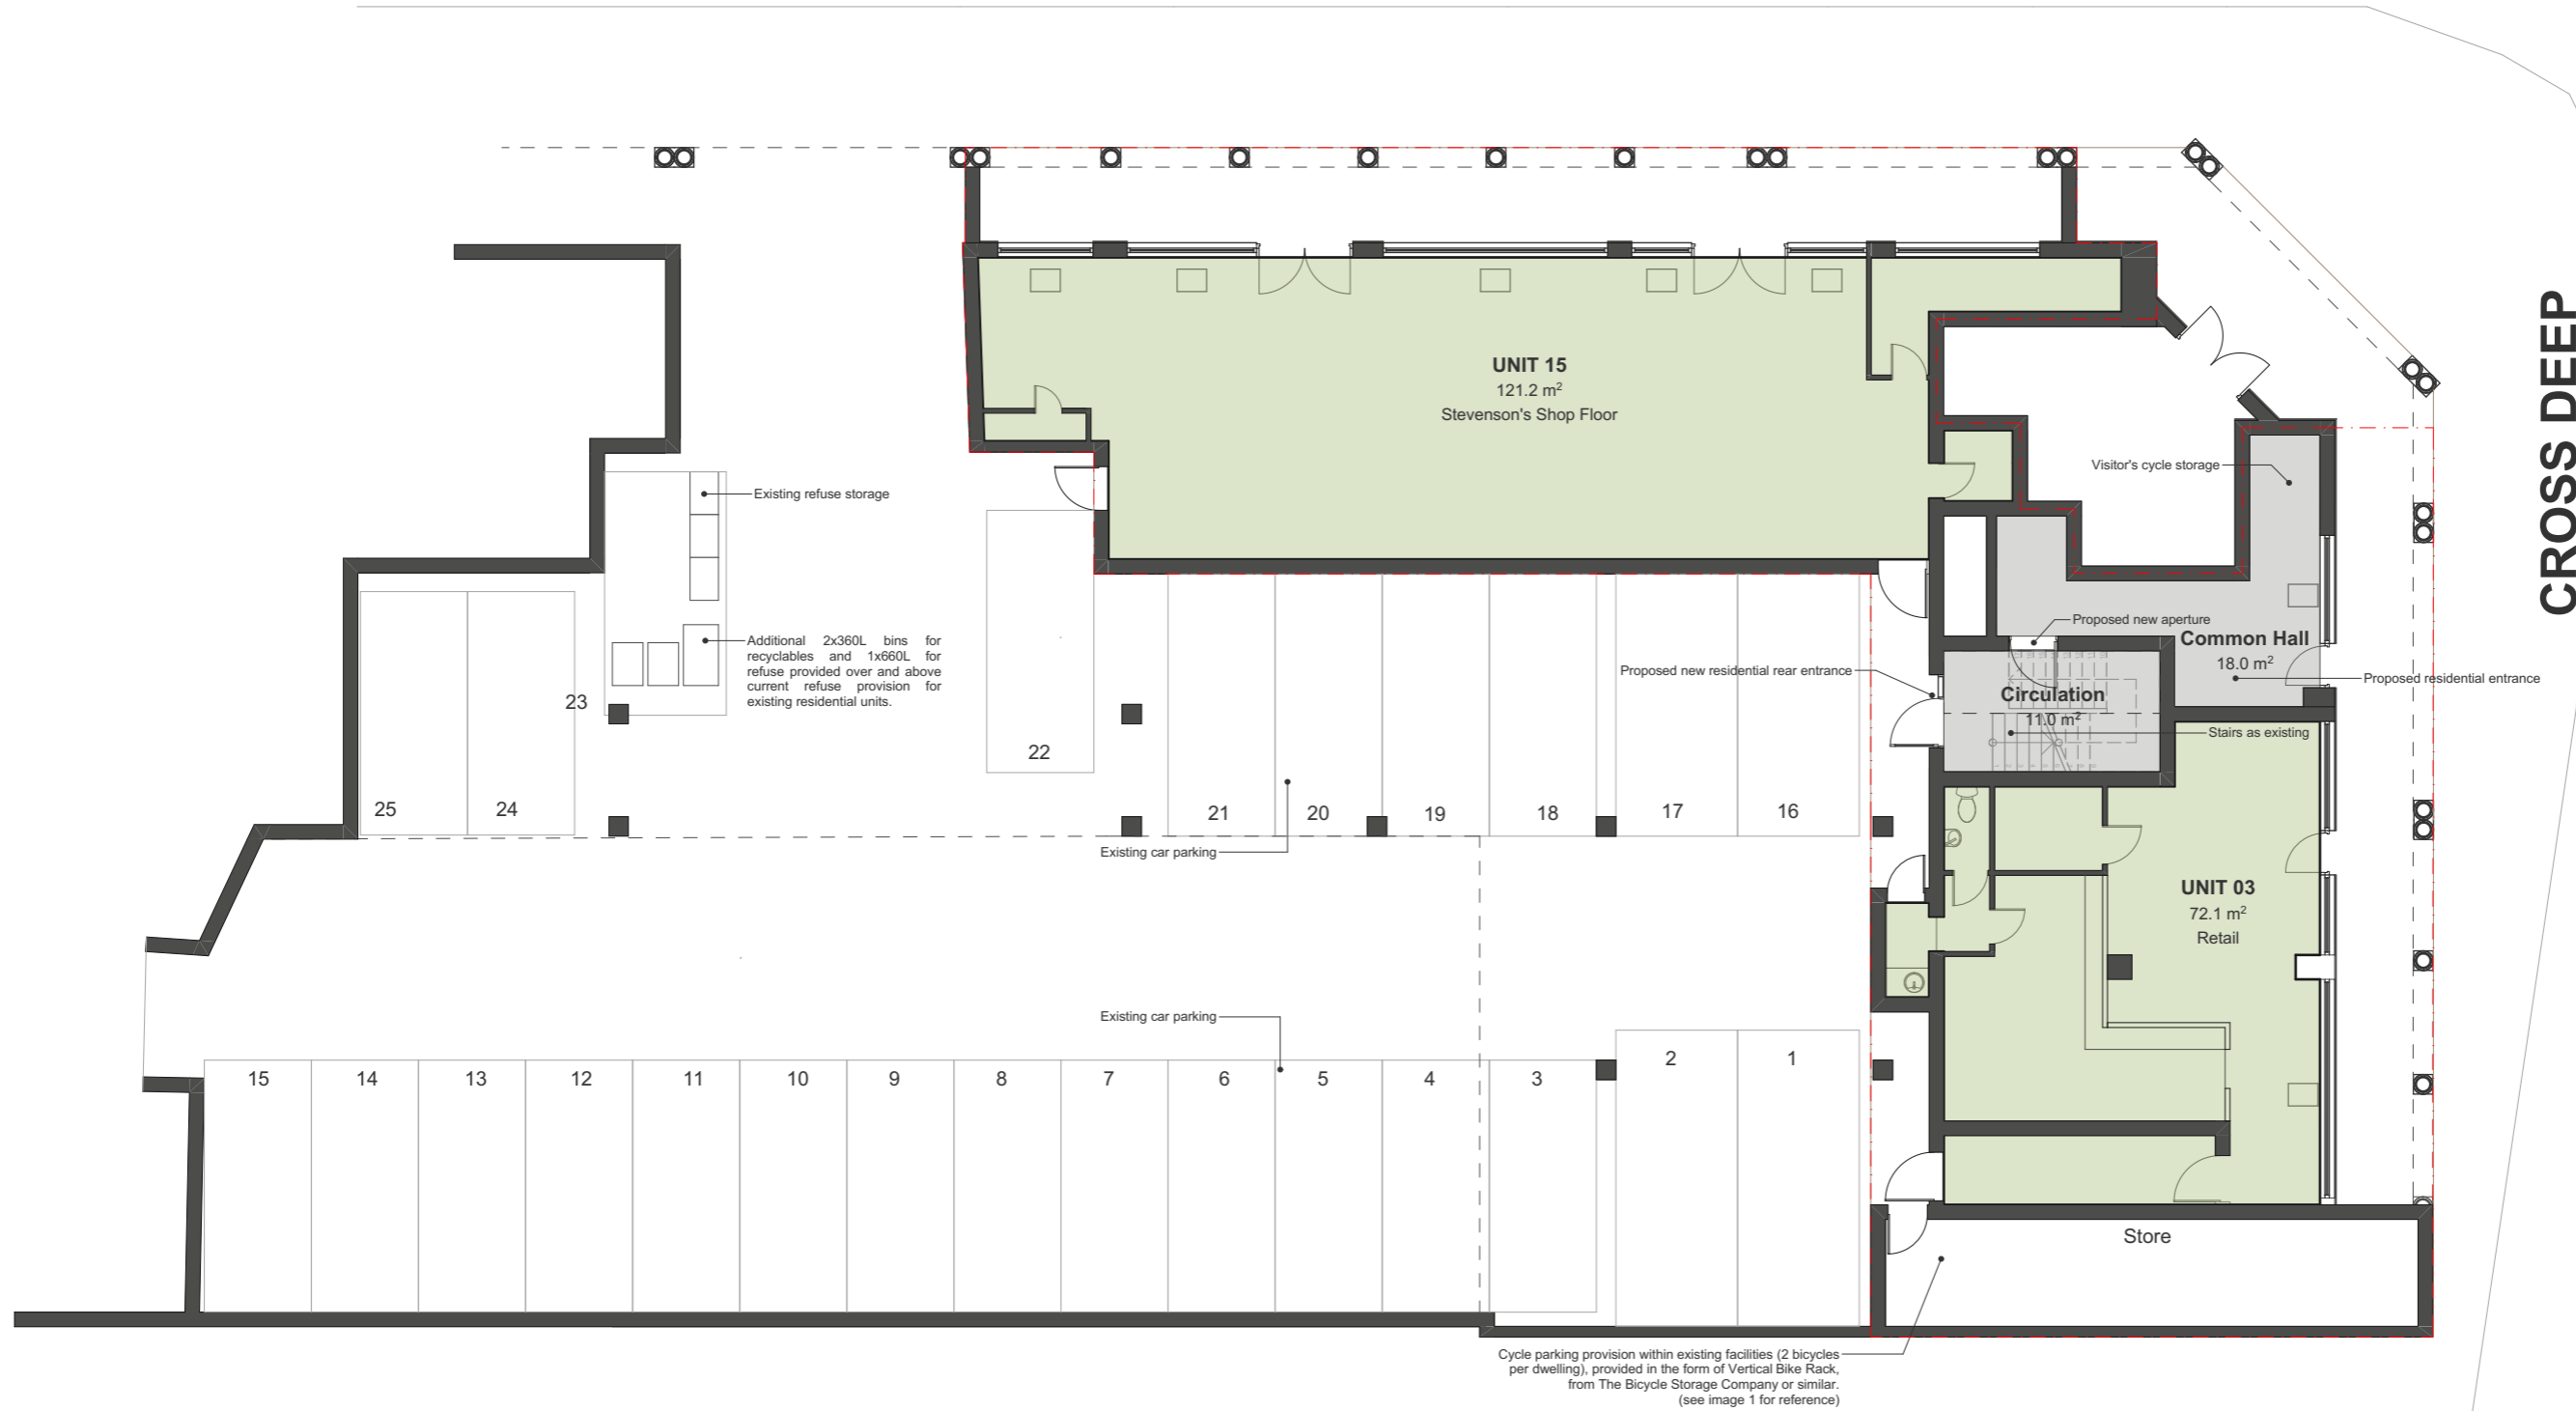 UNIT 15
121.2 m²
Stevenson's Shop Floor
CROSS DEEP
Visitor's cycle storage
Existing refuse storage
Proposed new aperture
Common Hall
18.0 m²
Additional 2x360L bins for
recyclables and 1x660L for
refuse provided over and above
current refuse provision for
existing residential units.
Proposed new residential rear entrance
Proposed residential entrance
Circulation
11.0 m²
Stairs as existing
23
22
25
24
21
20
19
18
17
16
Existing car parking
UNIT 03
72.1 m²
Retail
Existing car parking
15
14
13
12
11
10
9
8
7
6
5
4
3
2
1
Store
Cycle parking provision within existing facilities (2 bicycles
per dwelling), provided in the form of Vertical Bike Rack,
from The Bicycle Storage Company or similar.
(see image 1 for reference)